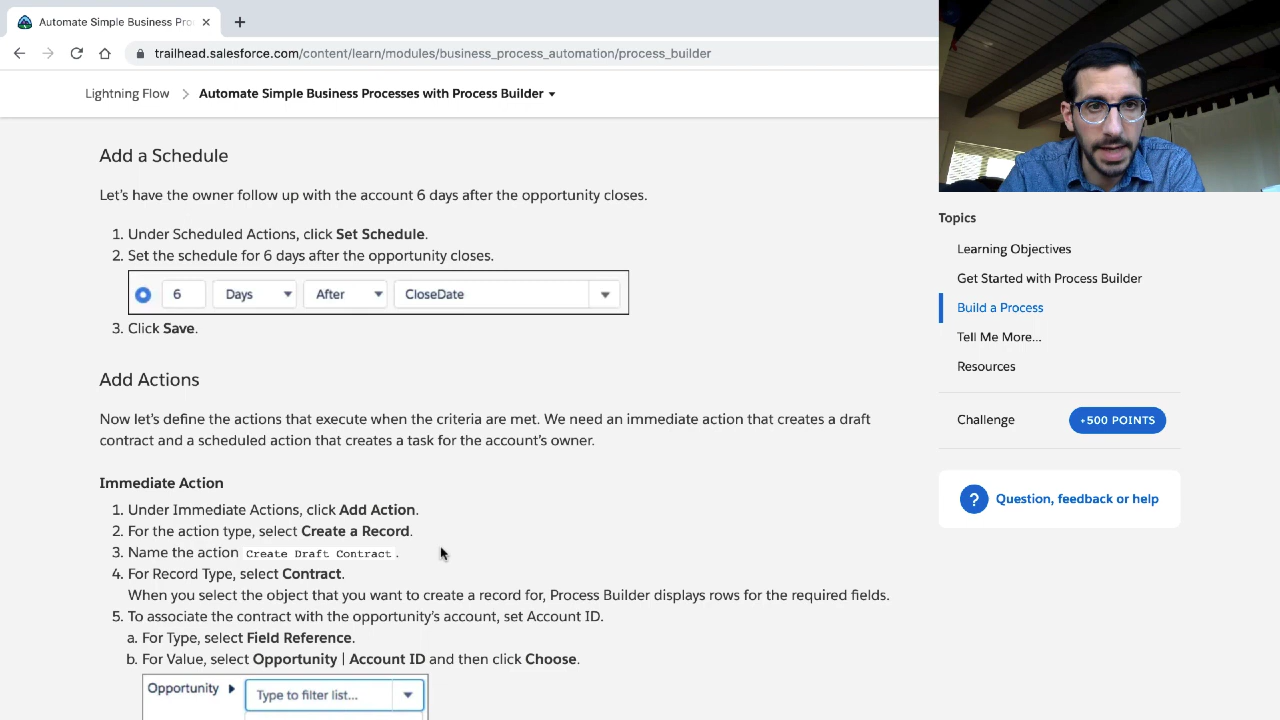 Automate Simple Business Pro
trailhead.salesforce.com/content/learn/modules/business_process_automation/process_builder
Lightning Flow
Automate Simple Business Processes with Process Builder
Add a Schedule
Let's have the owner follow up with the account 6 days after the opportunity closes.
1. Under Scheduled Actions, click Set Schedule.
2. Set the schedule for 6 days after the opportunity closes.
6 Days After CloseDate
3. Click Save.
Add Actions
Now let's define the actions that execute when the criteria are met. We need an immediate action that creates a draft
contract and a scheduled action that creates a task for the account's owner.
Immediate Action
1. Under Immediate Actions, click Add Action.
2. For the action type, select Create a Record.
3. Name the action Create Draft Contract.
4. For Record Type, select Contract.
When you select the object that you want to create a record for, Process Builder displays rows for the required fields.
5. To associate the contract with the opportunity's account, set Account ID.
a. For Type, select Field Reference.
b. For Value, select Opportunity | Account ID and then click Choose.
Opportunity Type to filter list...
Topics
Learning Objectives
Get Started with Process Builder
Build a Process
Tell Me More...
Resources
Challenge
+500 POINTS
? Question, feedback or help